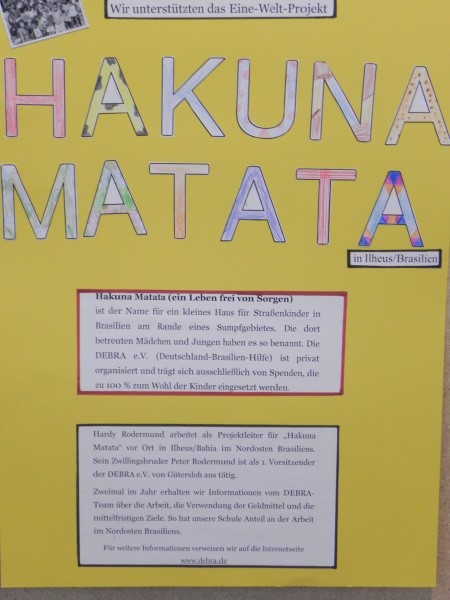 Wir unterstützten das Eine-Welt-Projekt
HAKUNA
MATATA
in Ilheus/Brasilien
Hakuna Matata (ein Leben frei von Sorgen)
ist der Name für ein kleines Haus für Straßenkinder in
Brasilien am Rande eines Sumpfgebietes. Die dort
betreuten Mädchen und Jungen haben es so benannt. Die
DEBRA e.V. (Deutschland-Brasilien-Hilfe) ist privat
organisiert und trägt sich ausschließlich von Spenden, die
zu 100 % zum Wohl der Kinder eingesetzt werden.
Hardy Rodermund arbeitet als Projektleiter für „Hakuna
Matata" vor Ort in Ilheus/Bahia im Nordosten Brasiliens.
Sein Zwillingsbruder Peter Rodermund ist als 1. Vorsitzender
der DEBRA e.V. von Gütersloh aus tätig.
Zweimal im Jahr erhalten wir Informationen vom DEBRA-
Team über die Arbeit, die Verwendung der Geldmittel und die
mittelfristigen Ziele. So hat unsere Schule Anteil an der Arbeit
im Nordosten Brasiliens.
Für weitere Informationen verweisen wir auf die Internetseite
www.debra.de